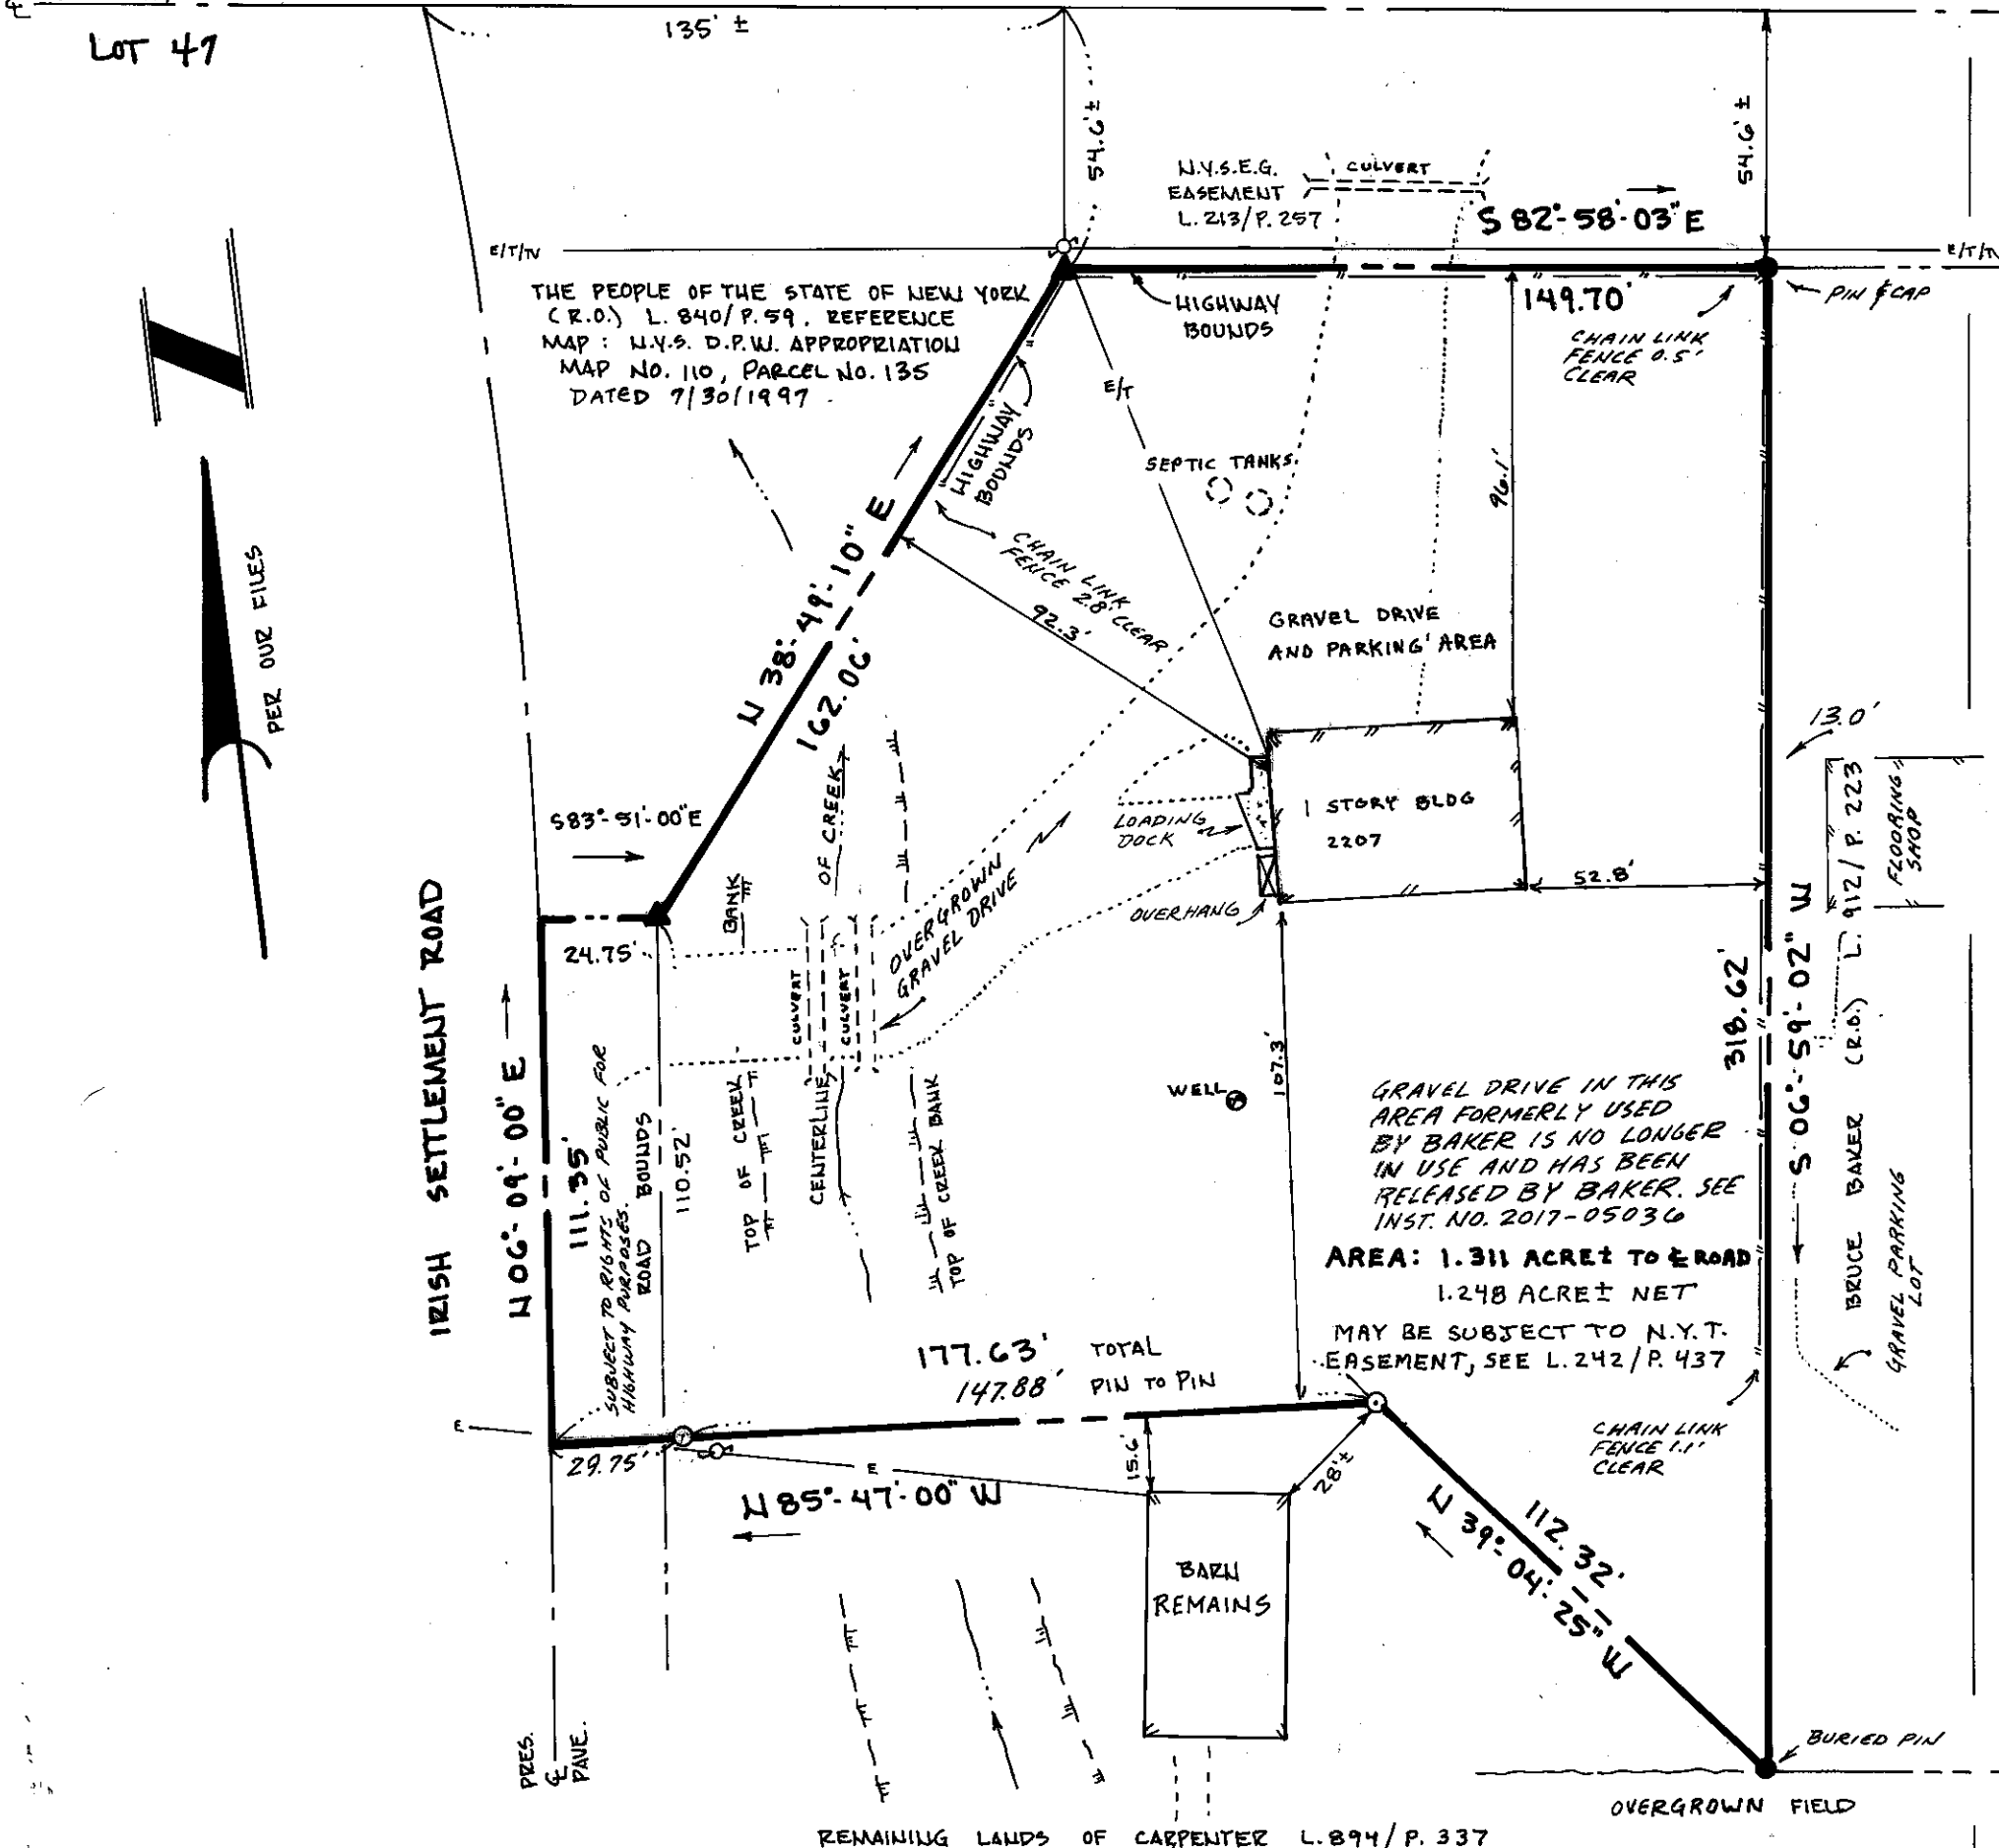 ℄
LOT 47
135' ±
54.6' ±
54.6' ±
N.Y.S.E.G.
EASEMENT
L. 213/P. 257
CULVERT
S 82°-58'-03" E
E/T/TV
E/T/TV
THE PEOPLE OF THE STATE OF NEW YORK
(R.O.) L. 840/P. 59. REFERENCE
MAP : N.Y.S. D.P.W. APPROPRIATION
MAP NO. 110, PARCEL NO. 135
DATED 7/30/1997.
HIGHWAY
BOUNDS
149.70'
PIN & CAP
CHAIN LINK
FENCE 0.5'
CLEAR
E/T
HIGHWAY
BOUNDS
SEPTIC TANKS
96.1'
PER OUR FILES
N 38°-49'-10" E
162.06'
CHAIN LINK
FENCE 2.8' CLEAR
92.3'
GRAVEL DRIVE
AND PARKING AREA
13.0'
S83°-51'-00"E
24.75'
BANK
OF CREEK
LOADING
DOCK
1 STORY BLDG
2207
52.8'
OVERHANG
FLOORING
SHOP
OVERGROWN
GRAVEL DRIVE
CULVERT
CULVERT
IRISH SETTLEMENT ROAD
N 06°-09'-00" E
111.35'
SUBJECT TO RIGHTS OF PUBLIC FOR
HIGHWAY PURPOSES.
ROAD BOUNDS
110.52'
TOP OF CREEK
CENTERLINE
TOP OF CREEK BANK
WELL
107.3'
318.62'
S 06°-59'-02" W
BRUCE BAKER (R.O.) L. 912/P. 223
GRAVEL PARKING
LOT
GRAVEL DRIVE IN THIS
AREA FORMERLY USED
BY BAKER IS NO LONGER
IN USE AND HAS BEEN
RELEASED BY BAKER. SEE
INST. NO. 2017-05036
AREA: 1.311 ACRE± TO ℄ ROAD
1.248 ACRE± NET
MAY BE SUBJECT TO N.Y.T.
EASEMENT, SEE L. 242/P. 437
177.63' TOTAL
147.88' PIN TO PIN
E
29.75'
E
N 85°-47'-00" W
15.6'
28'±
CHAIN LINK
FENCE 1.1'
CLEAR
112.32'
N 39°-04'-25" W
BARN
REMAINS
PRES.
℄
PAVE.
BURIED PIN
OVERGROWN FIELD
REMAINING LANDS OF CARPENTER L. 894/P. 337